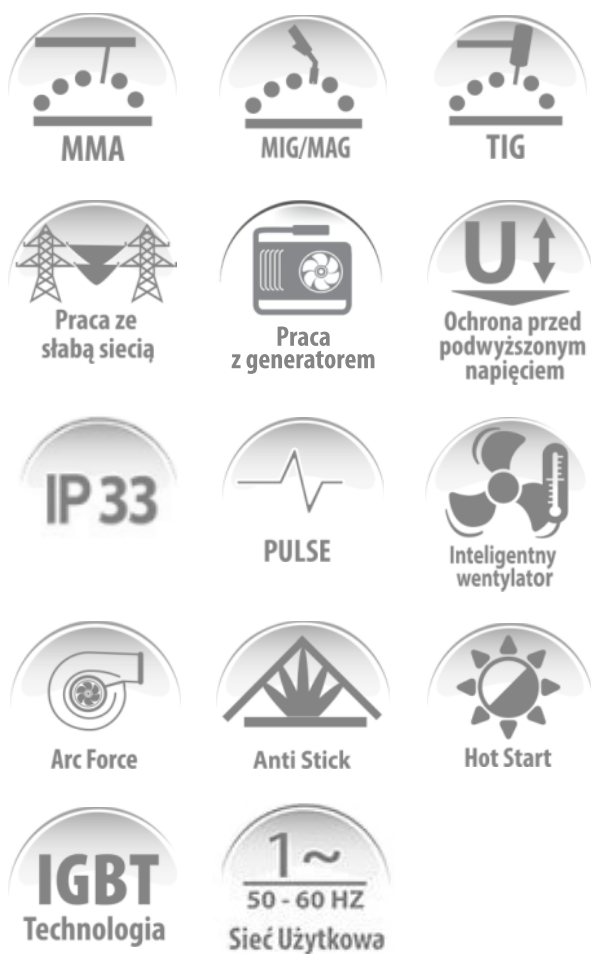 MMA
MIG/MAG
TIG
Praca ze
słabą siecią
Praca
z generatorem
U
Ochrona przed
podwyższonym
napięciem
IP 33
PULSE
Inteligentny
wentylator
Arc Force
Anti Stick
Hot Start
IGBT
Technologia
1~
50 - 60 HZ
Sieć Użytkowa